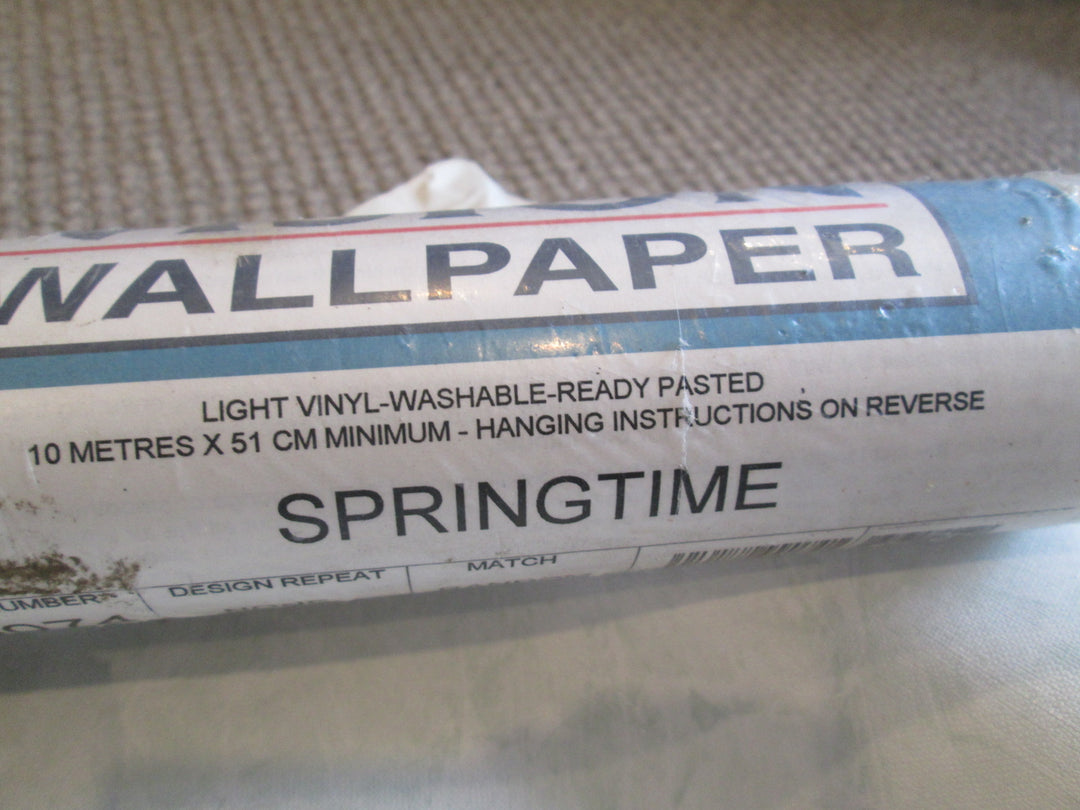 WALLPAPER
LIGHT VINYL-WASHABLE-READY PASTED
10 METRES X 51 CM MINIMUM - HANGING INSTRUCTIONS ON REVERSE
SPRINGTIME
DESIGN REPEAT MATCH